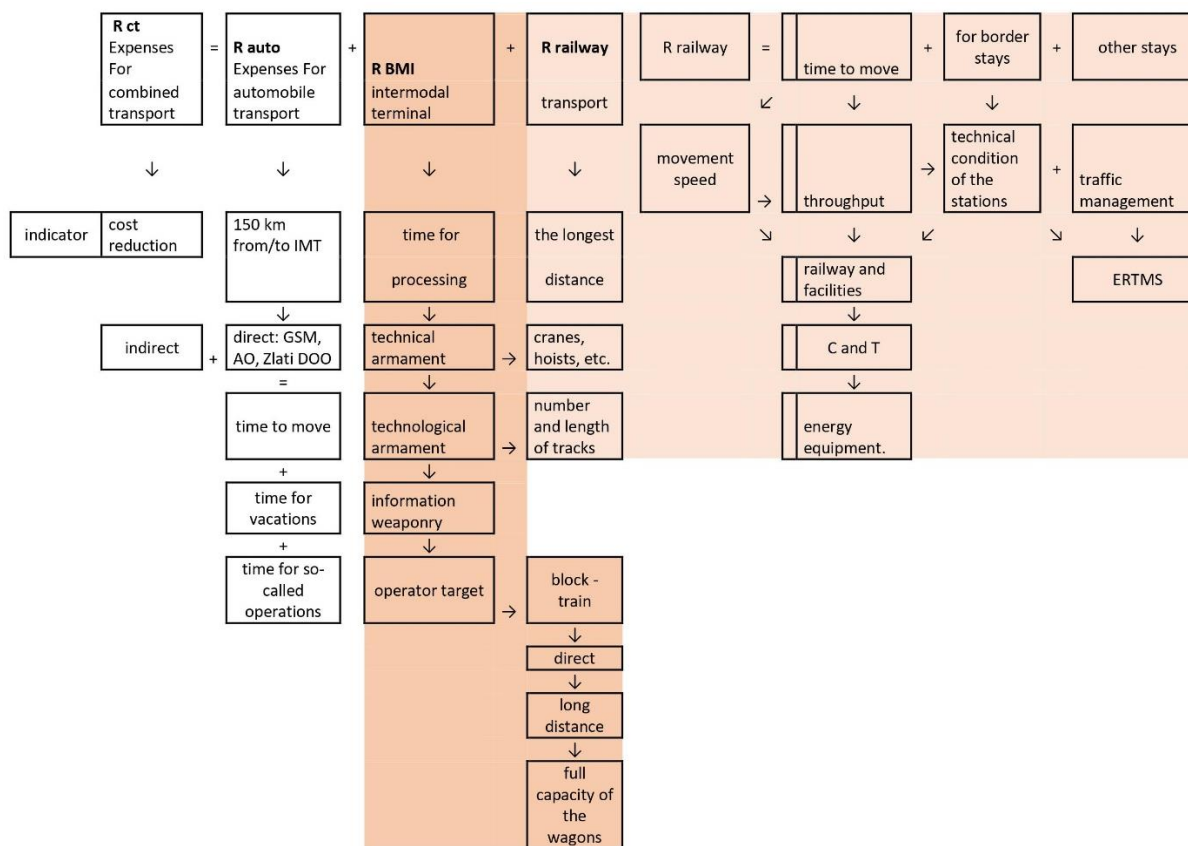 R ct
Expenses
For
combined
transport
=
R auto
Expenses For
automobile
transport
+
R BMI
intermodal
terminal
+
R railway
transport
R railway
=
time to move
+
for border
stays
+
other stays
↙
↓
↓
↓
↓
↓
↓
movement
speed
→
throughput
→
technical
condition
of the
stations
+
traffic
management
indicator
cost
reduction
150 km
from/to IMT
time for
processing
the longest
distance
↘
↓
↙
↘
↓
railway and
facilities
ERTMS
↓
↓
↓
indirect
+
direct: GSM,
AO, Zlati DOO
technical
armament
→
cranes,
hoists, etc.
C and T
=
↓
↓
time to move
technological
armament
→
number
and length
of tracks
energy
equipment.
+
↓
time for
vacations
information
weaponry
+
↓
time for so-
called
operations
operator target
→
block -
train
↓
direct
↓
long
distance
↓
full
capacity of
the
wagons